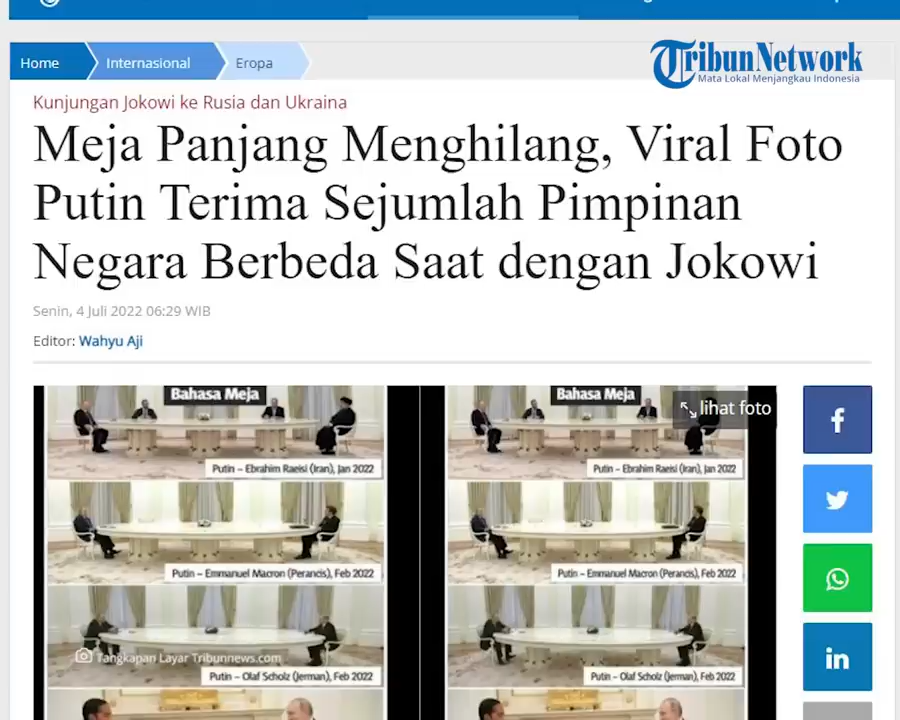 Home
Internasional
Eropa
TribunNetwork
Mata Lokal Menjangkau Indonesia
Kunjungan Jokowi ke Rusia dan Ukraina
Meja Panjang Menghilang, Viral Foto
Putin Terima Sejumlah Pimpinan
Negara Berbeda Saat dengan Jokowi
Senin, 4 Juli 2022 06:29 WIB
Editor: Wahyu Aji
Bahasa Meja
Bahasa Meja
lihat foto
Putin – Ebrahim Raeisi (Iran), Jan 2022
Putin – Ebrahim Raeisi (Iran), Jan 2022
Putin – Emmanuel Macron (Perancis), Feb 2022
Putin – Emmanuel Macron (Perancis), Feb 2022
Tangkapan Layar Tribunnews.com
Putin – Olaf Scholz (Jerman), Feb 2022
Putin – Olaf Scholz (Jerman), Feb 2022